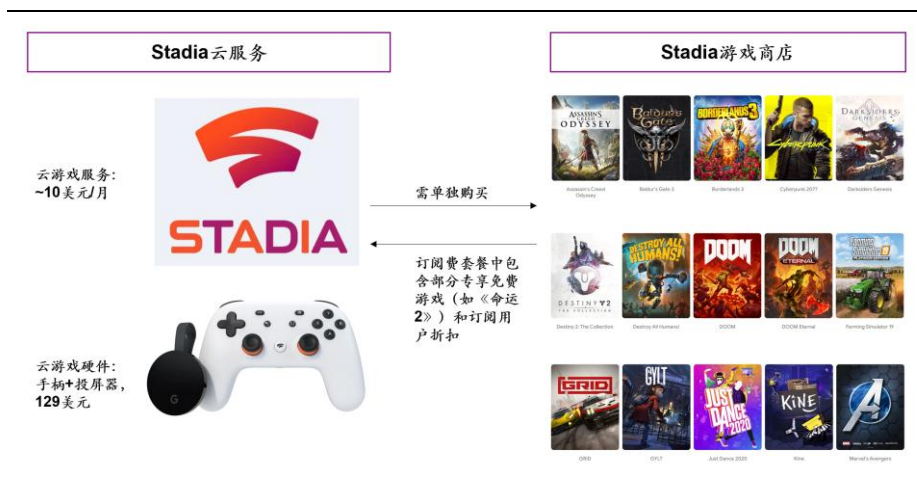 Stadia云服务
Stadia游戏商店
云游戏服务:
~10美元/月
STADIA
需单独购买
订阅费套餐中包
含部分专享免费
游戏（如《命运
2》）和订阅用
户折扣
云游戏硬件:
手柄+投屏器,
129美元
G
ASSASSIN'S
CREED
ODYSSEY
Baldur's
Gate
BORDERLANDS 3
Cyberpunk
DARKSIDERS
GENESIS
Assassin's Creed
Odyssey
Baldur's Gate 3
Borderlands 3
Cyberpunk 2077
Darksiders Genesis
DESTINY 2
THE COLLECTION
DESTROY ALL
HUMANS!
DOOM
DOOM
ETERNAL
Farming
Simulator
19
Destiny 2: The Collection
Destroy All Humans!
DOOM
DOOM Eternal
Farming Simulator 19
GRID
GYLT
JUST
DANCE
2020
KiNE
GRID
GYLT
Just Dance 2020
Kine
Marvel's Avengers